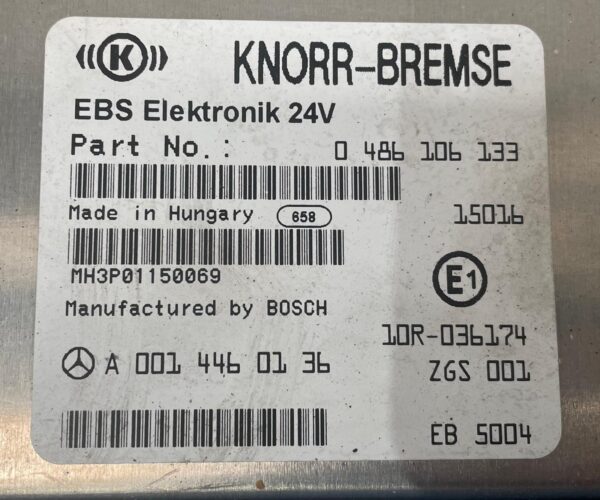 K KNORR-BREMSE
EBS Elektronik 24V
Part No.: 0 486 106 133
Made in Hungary 658 15016
MH3P01150069
E1
Manufactured by BOSCH
10R-036174
A 001 446 01 36 ZGS 001
EB 5004